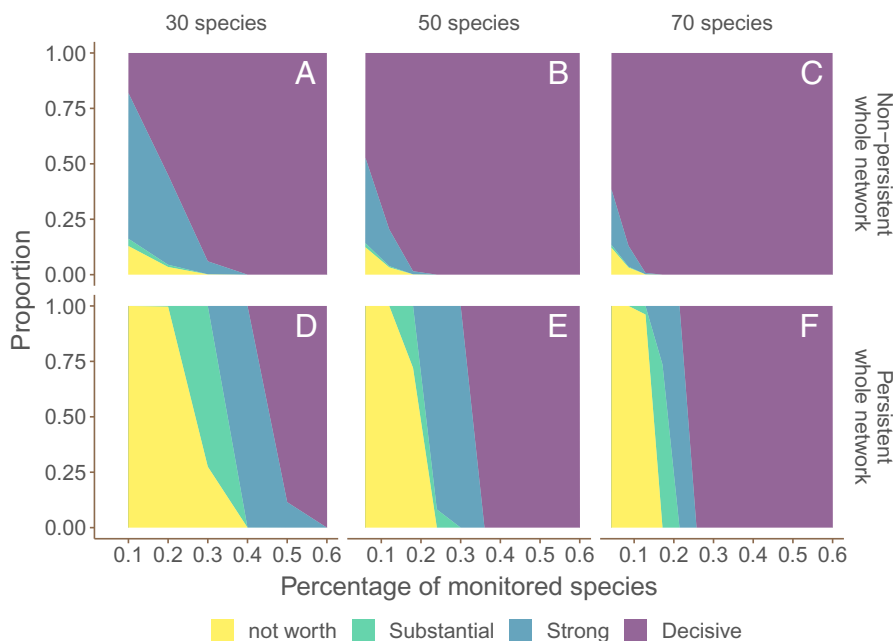 30 species 50 species 70 species
A B C
1.00
0.75
0.50
0.25
0.00
Non−persistent
whole network
D E F
1.00
0.75
0.50
0.25
0.00
Persistent
whole network
Proportion
0.1 0.2 0.3 0.4 0.5 0.6 0.1 0.2 0.3 0.4 0.5 0.6 0.1 0.2 0.3 0.4 0.5 0.6
Percentage of monitored species
not worth Substantial Strong Decisive